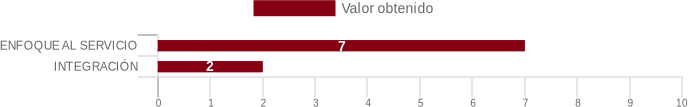 Valor obtenido
ENFOQUE AL SERVICIO
7
INTEGRACIÓN
2
0 1 2 3 4 5 6 7 8 9 10